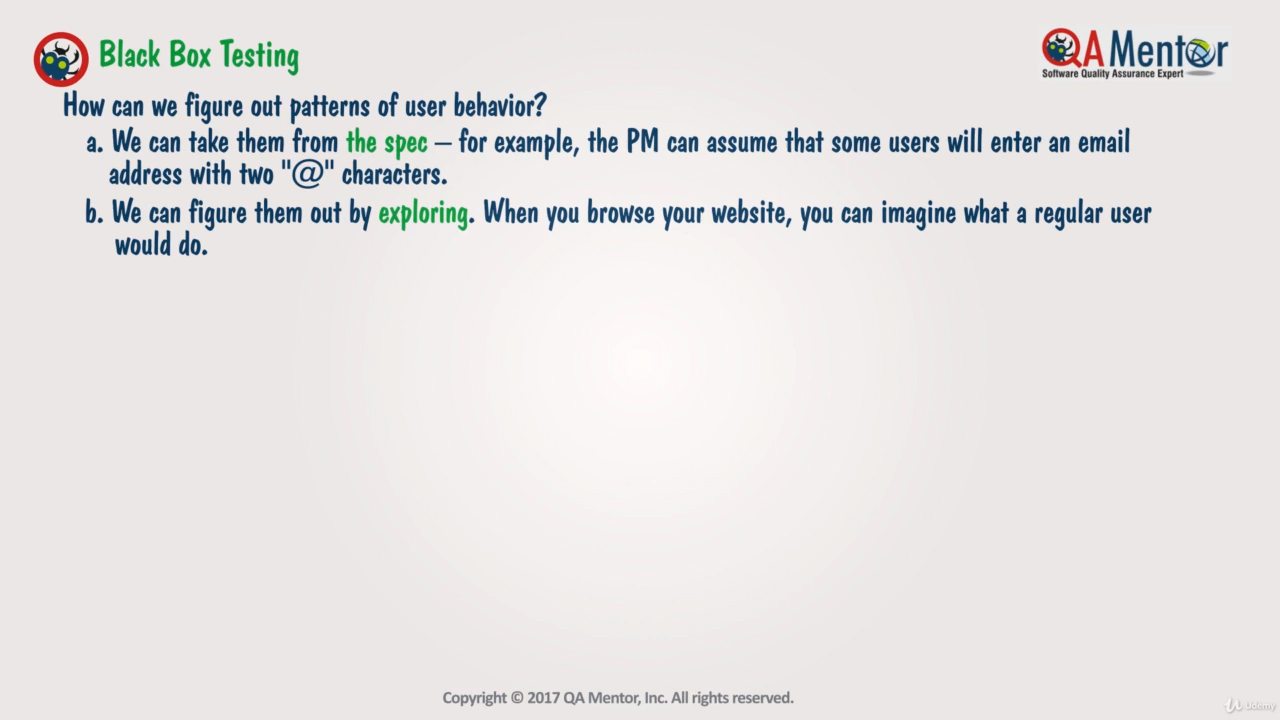 Black Box Testing
QA Mentor
Software Quality Assurance Expert
How can we figure out patterns of user behavior?
a. We can take them from the spec – for example, the PM can assume that some users will enter an email
address with two "@" characters.
b. We can figure them out by exploring. When you browse your website, you can imagine what a regular user
would do.
Copyright © 2017 QA Mentor, Inc. All rights reserved.
Udemy